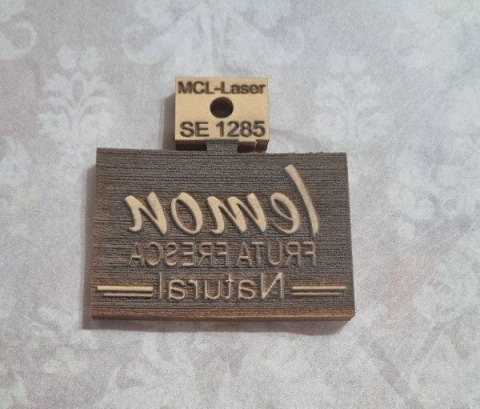 MCL-Laser
SE 1285
lemon
FRUTA FRESCA
Natural